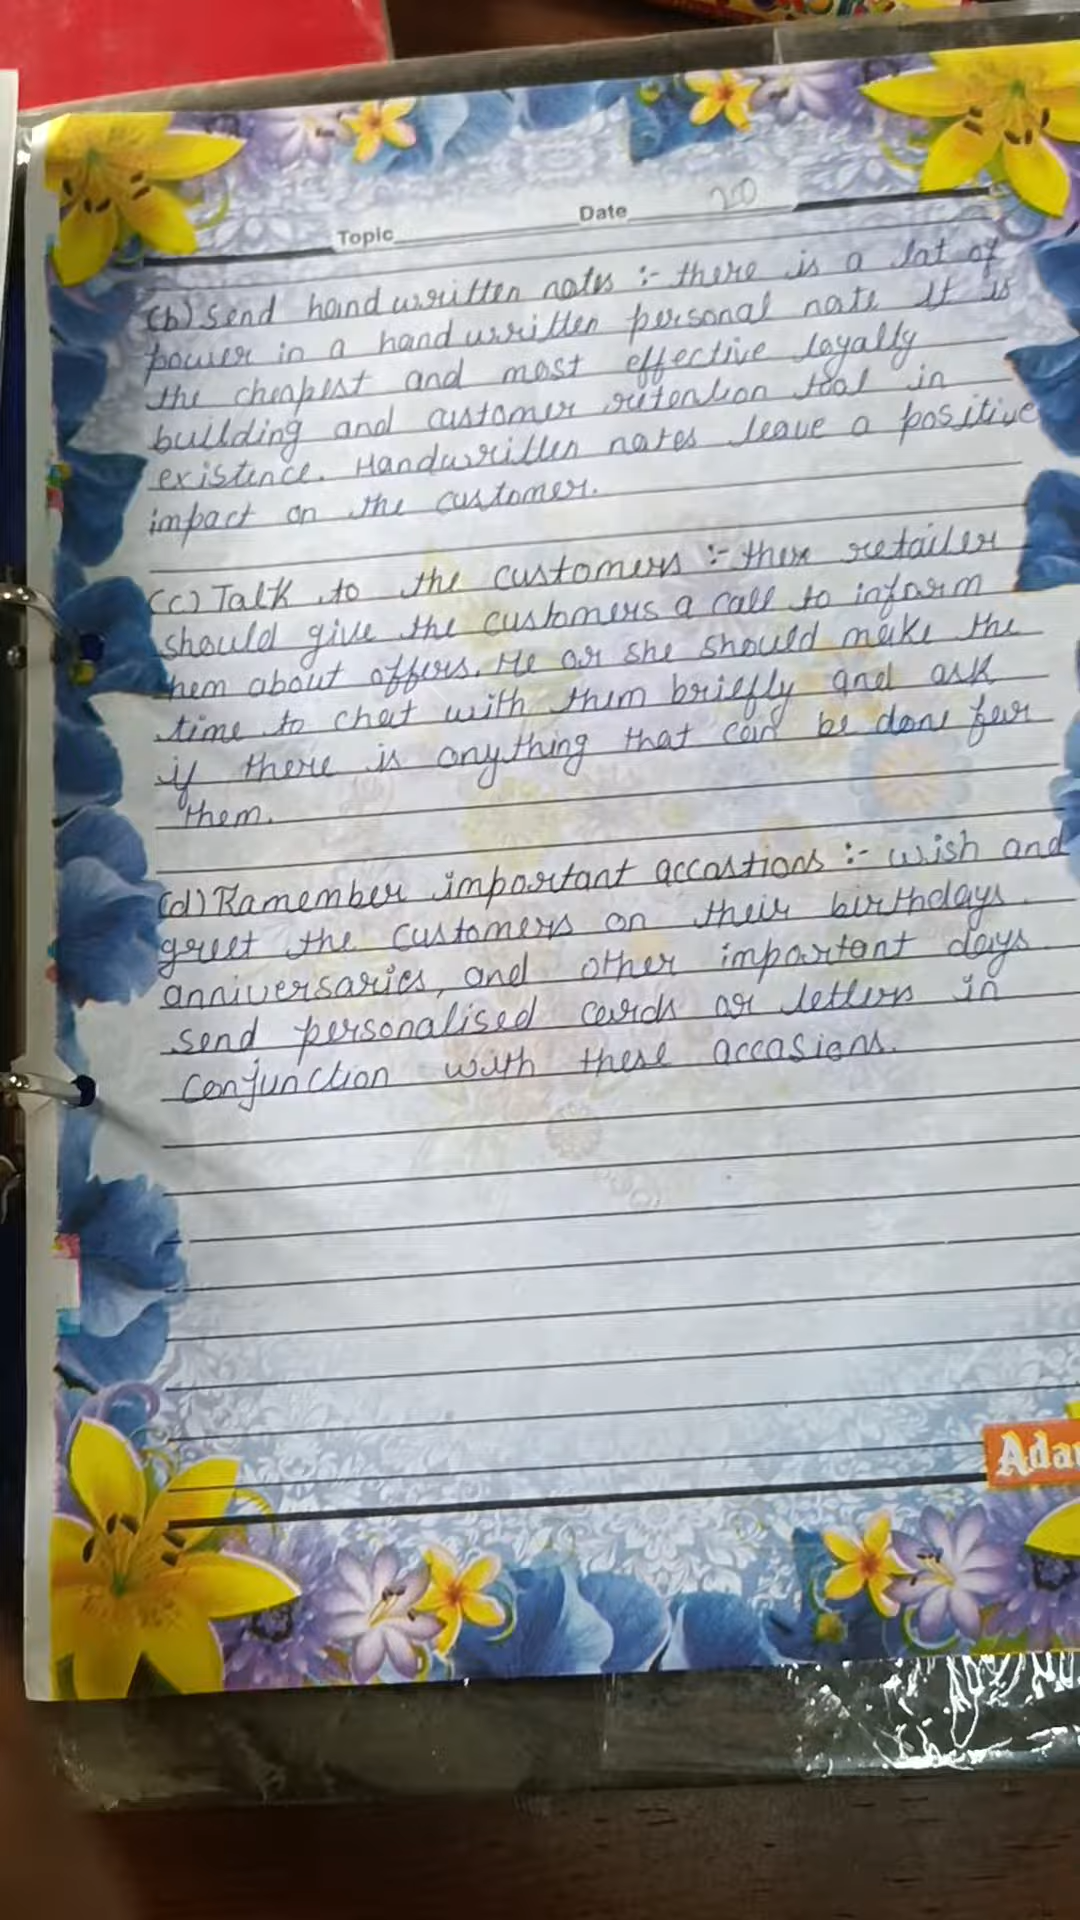 Topic Date 20
(b) Send handwritten notes :- there is a lot of
power in a handwritten personal note It is
the cheapest and most effective loyally
building and customer retention tool in
existence. Handwritten notes leave a positive
impact on the customer.
(c) Talk to the customers :- there retailer
should give the customers a call to inform
hem about offers. He or she should make the
time to chat with them briefly and ask
if there is anything that can be done for
them.
(d) Ramember important accastions :- wish and
greet the customers on their birthdays
anniversaries, and other important days
send personalised cards or letters in
conjunction with these accasions.